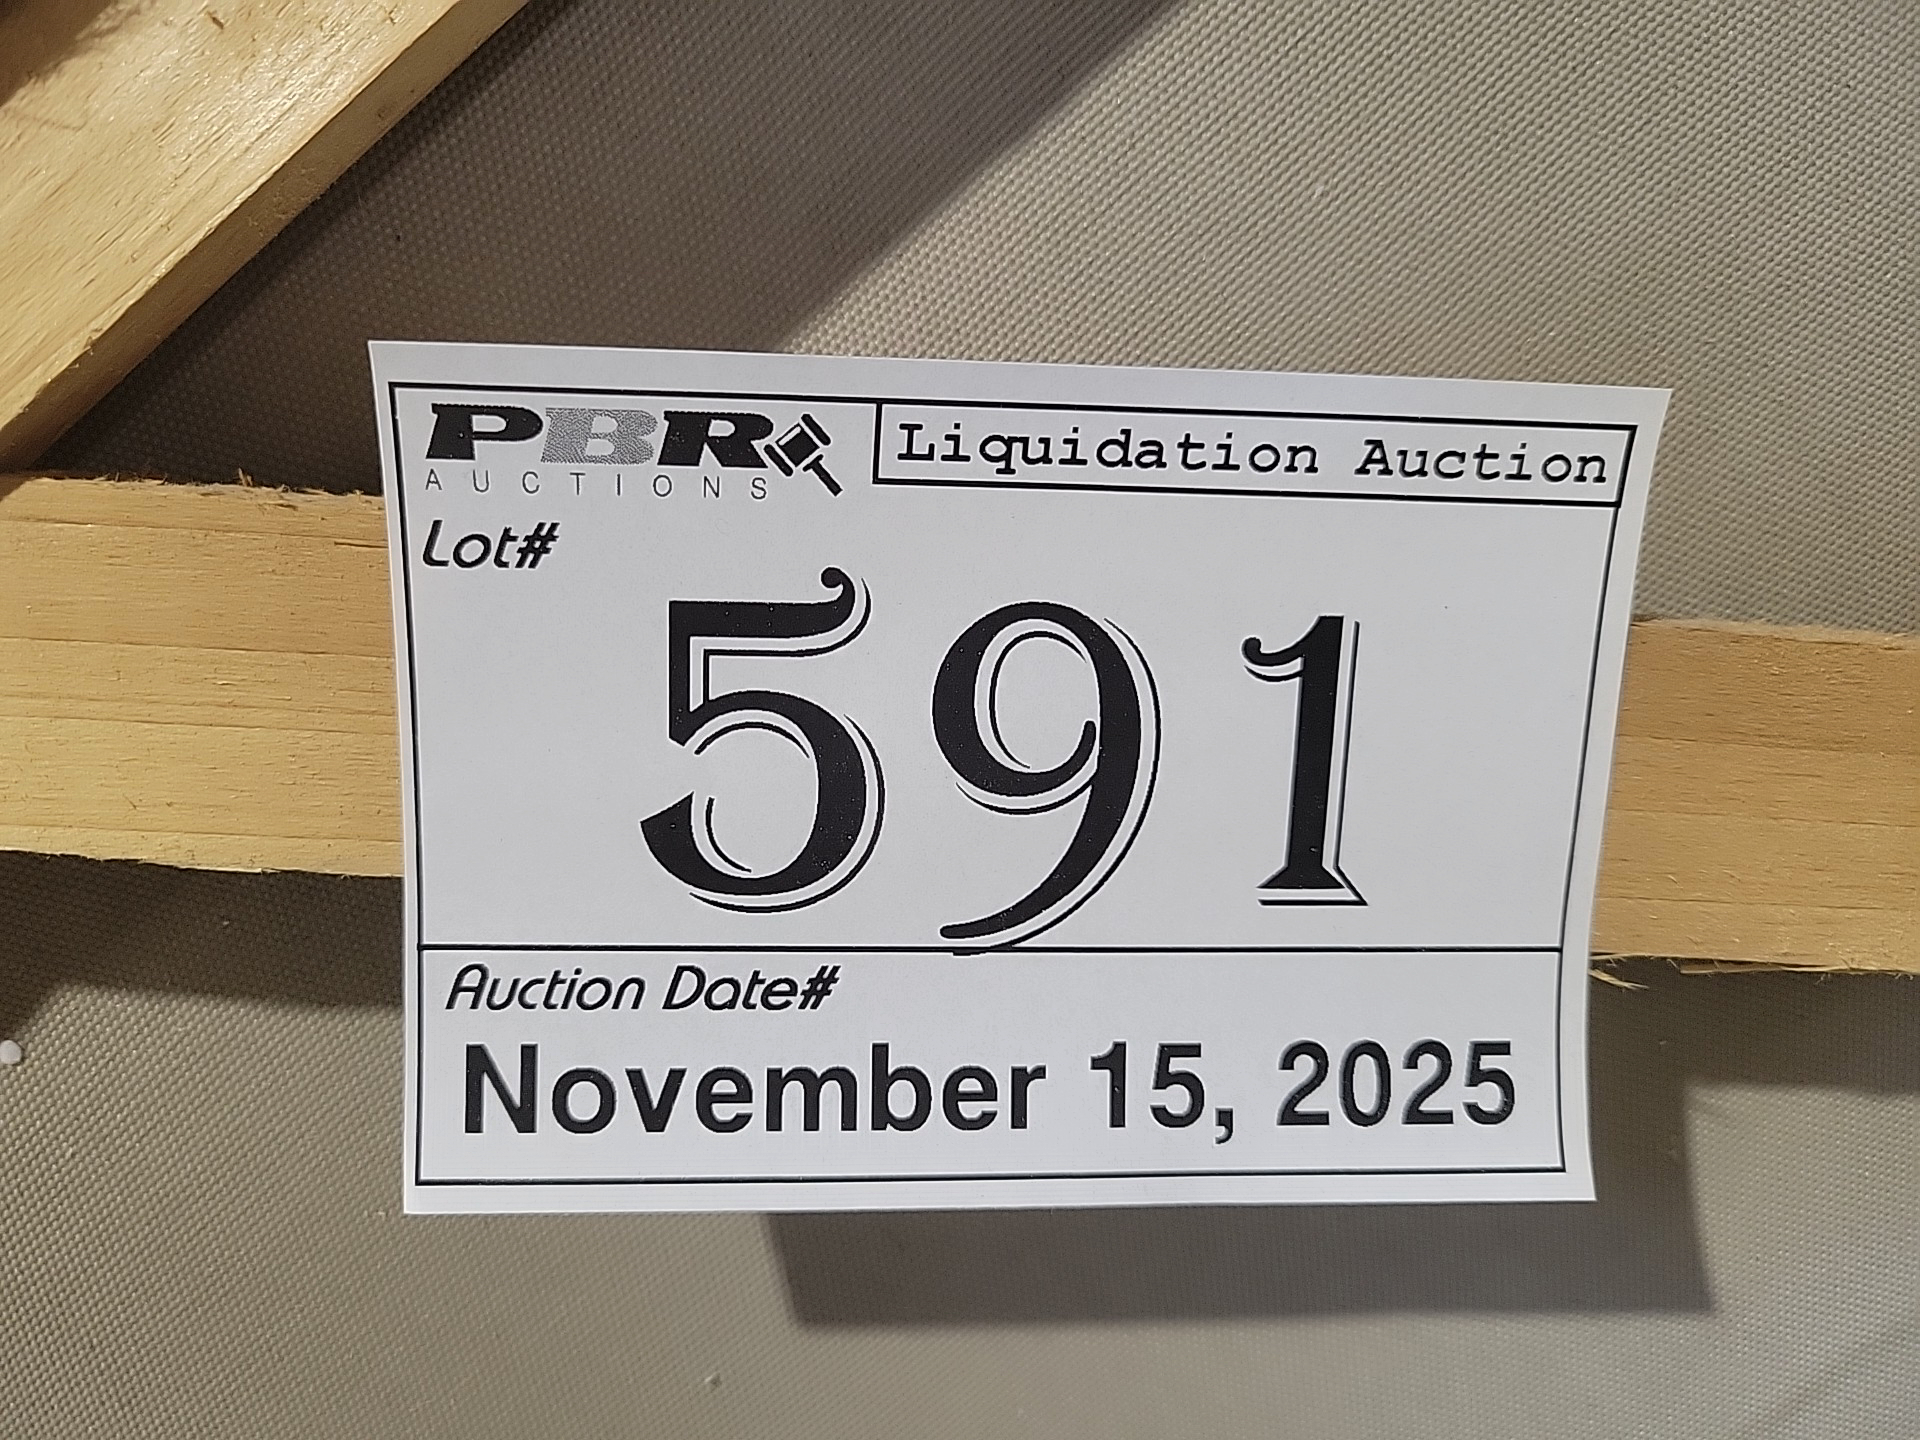 PBR
AUCTIONS
Liquidation Auction
Lot#
591
Auction Date#
November 15, 2025